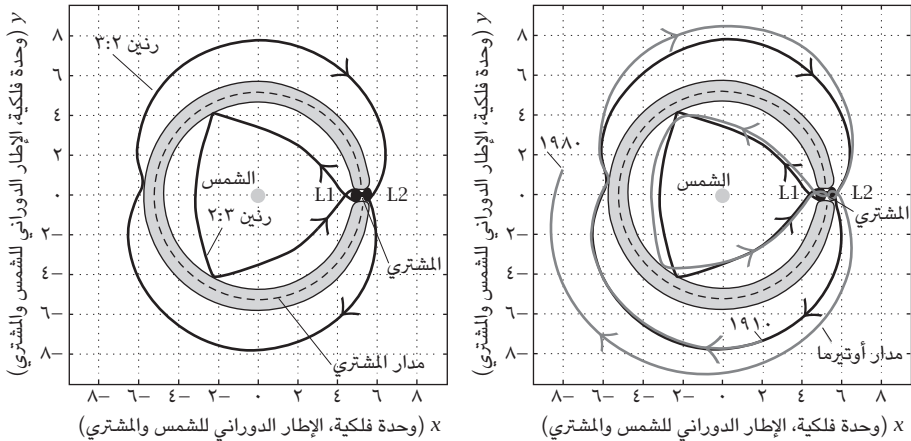 y (وحدة فلكية، الإطار الدوراني للشمس والمشتري)
٨
٦
٤
٢
٠
٢–
٤–
٦–
٨–
رنين ٣:٢
الشمس
L1
L2
رنين ٢:٣
المشتري
مدار المشتري
٨– ٦– ٤– ٢– ٠ ٢ ٤ ٦ ٨
x (وحدة فلكية، الإطار الدوراني للشمس والمشتري)
y (وحدة فلكية، الإطار الدوراني للشمس والمشتري)
٨
٦
٤
٢
٠
٢–
٤–
٦–
٨–
١٩٨٠
الشمس
L1
L2
المشتري
١٩١٠
مدار أوتيرما
٨– ٦– ٤– ٢– ٠ ٢ ٤ ٦ ٨
x (وحدة فلكية، الإطار الدوراني للشمس والمشتري)